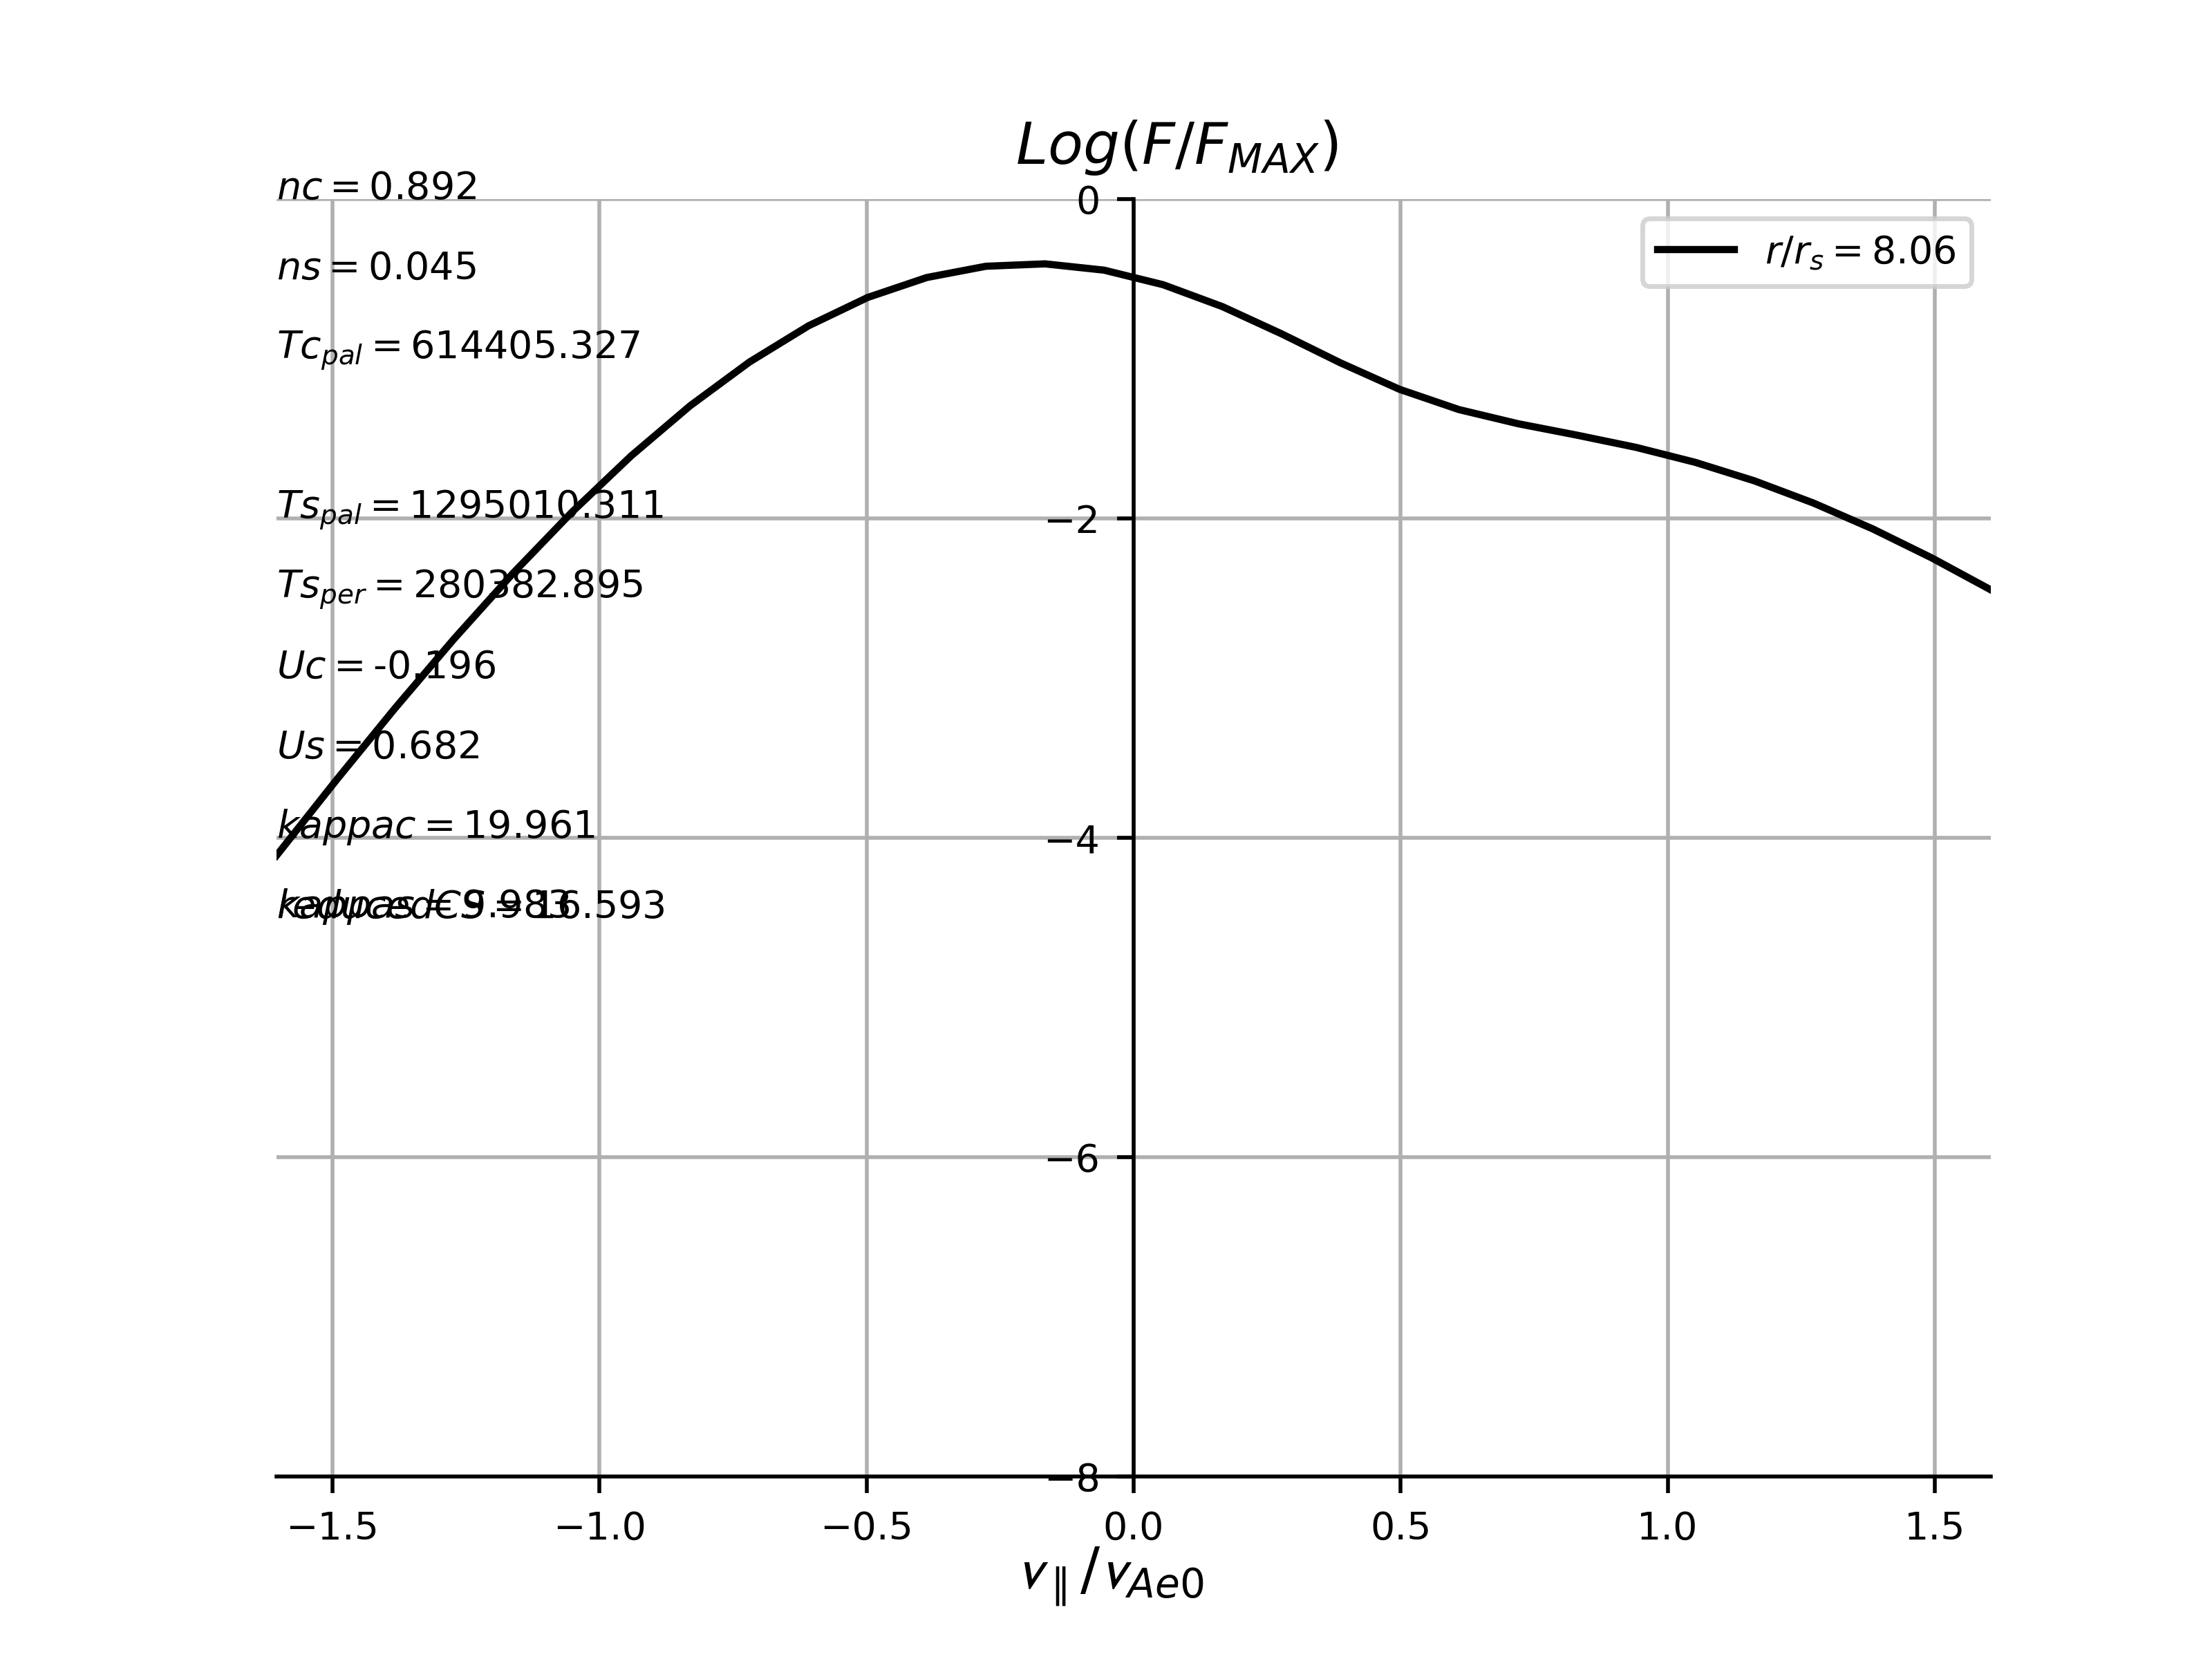 Log(F/F_MAX)
nc = 0.892
0
r/r_s = 8.06
ns = 0.045
Tc_pal = 614405.327
Ts_pal = 1295010.311
−2
Ts_per = 280382.895
Uc = -0.196
Us = 0.682
kappac = 19.961
−4
−6
−8
−1.5 −1.0 −0.5 0.0 0.5 1.0 1.5
v_∥/v_Ae0